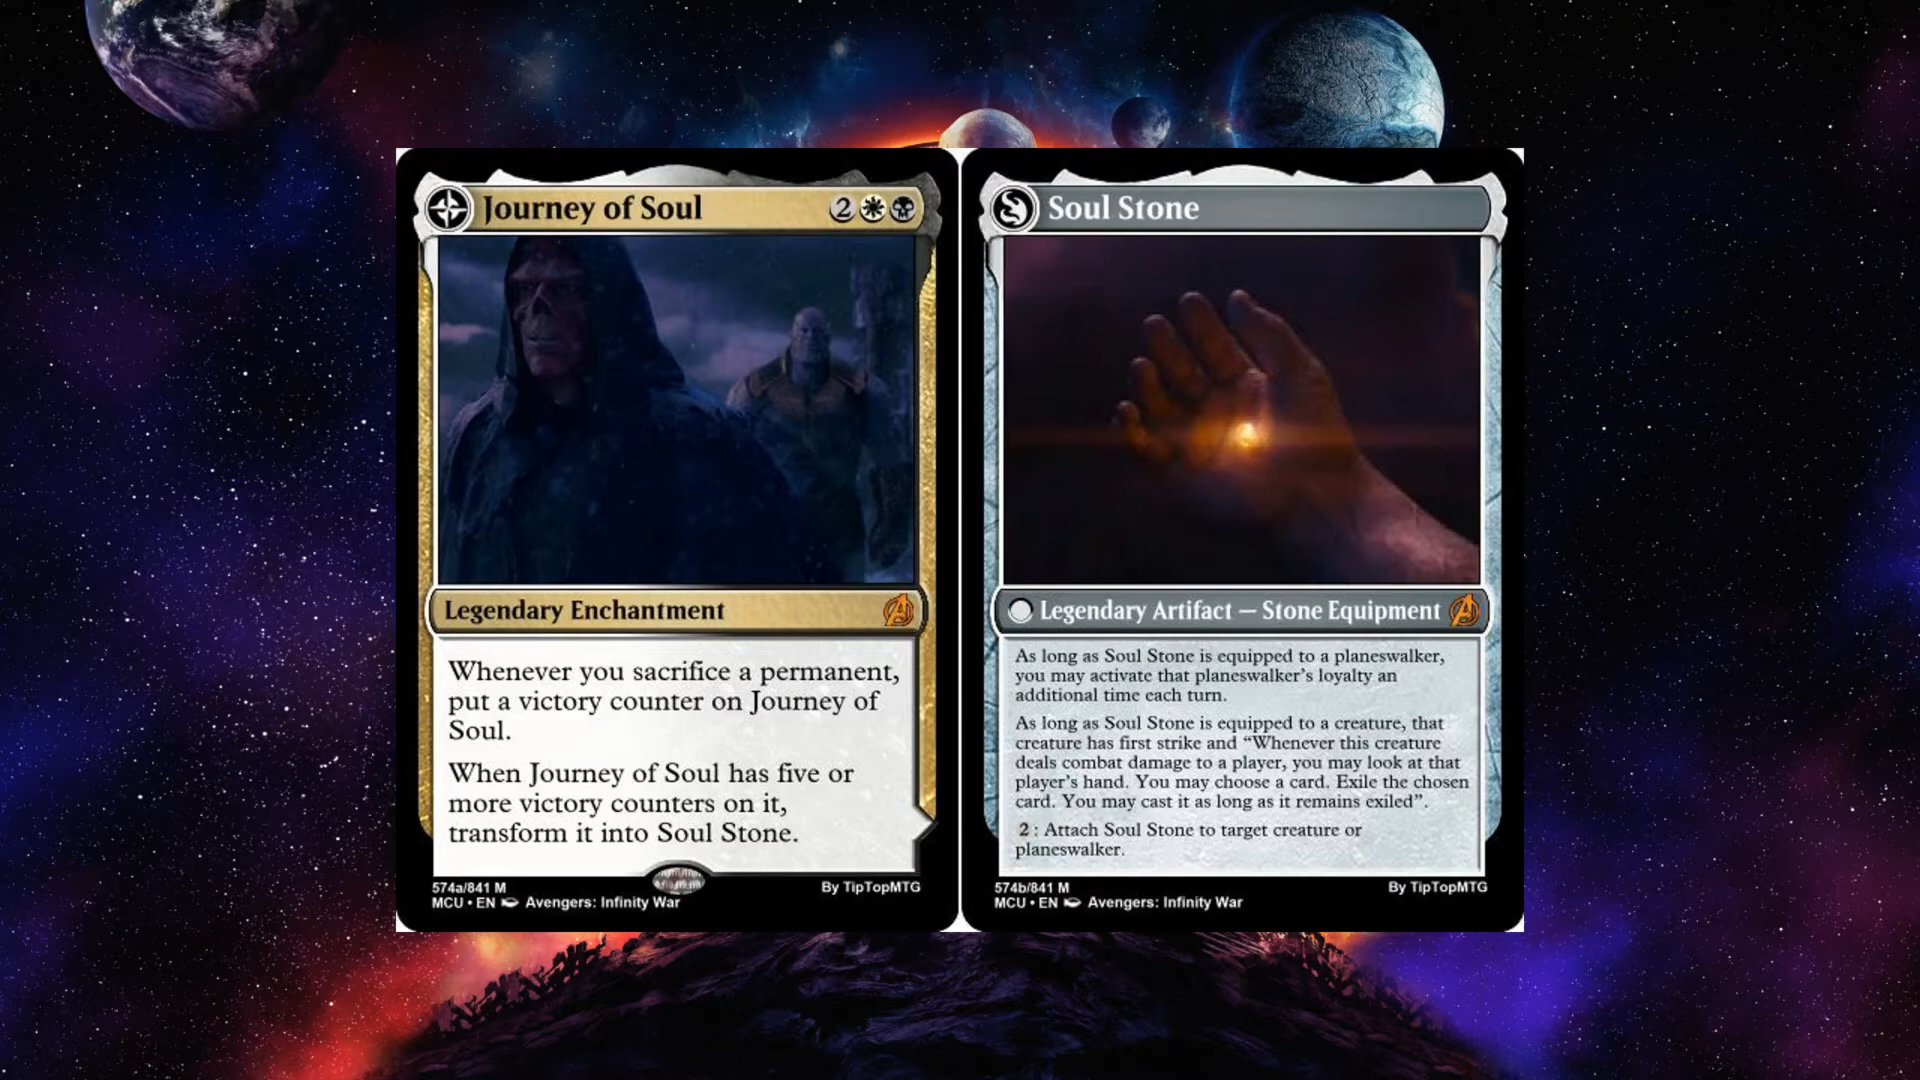 Journey of Soul 2
Legendary Enchantment
Whenever you sacrifice a permanent,
put a victory counter on Journey of
Soul.
When Journey of Soul has five or
more victory counters on it,
transform it into Soul Stone.
574a/841 M By TipTopMTG
MCU • EN Avengers: Infinity War
Soul Stone
Legendary Artifact — Stone Equipment
As long as Soul Stone is equipped to a planeswalker,
you may activate that planeswalker's loyalty an
additional time each turn.
As long as Soul Stone is equipped to a creature, that
creature has first strike and “Whenever this creature
deals combat damage to a player, you may look at that
player's hand. You may choose a card. Exile the chosen
card. You may cast it as long as it remains exiled”.
2: Attach Soul Stone to target creature or
planeswalker.
574b/841 M By TipTopMTG
MCU • EN Avengers: Infinity War